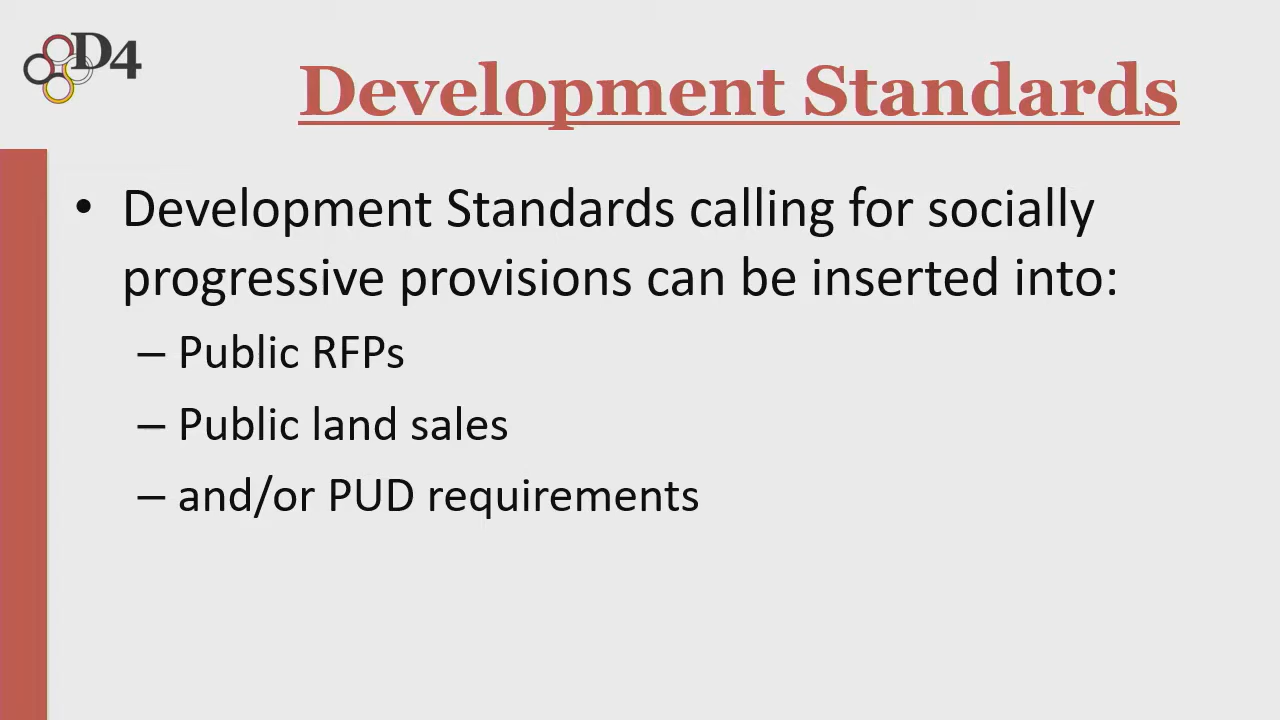 D4
Development Standards
• Development Standards calling for socially
progressive provisions can be inserted into:
– Public RFPs
– Public land sales
– and/or PUD requirements